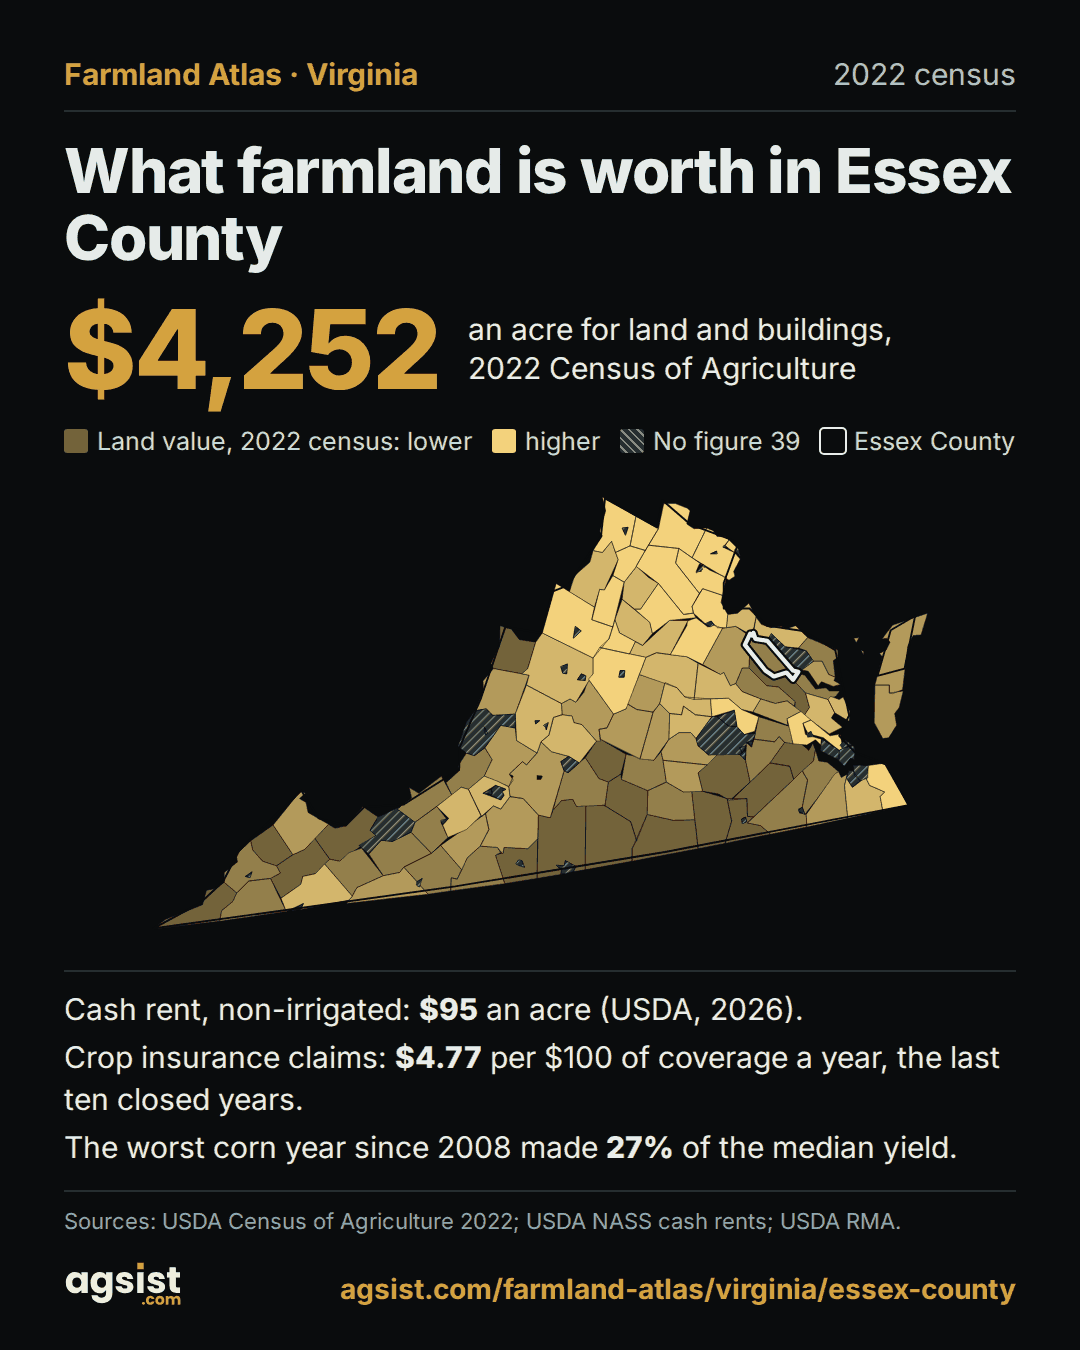 Farmland Atlas · Virginia
2022 census
What farmland is worth in Essex
County
$4,252
an acre for land and buildings,
2022 Census of Agriculture
Land value, 2022 census: lower
higher
No figure 39
Essex County
Cash rent, non-irrigated: $95 an acre (USDA, 2026).
Crop insurance claims: $4.77 per $100 of coverage a year, the last
ten closed years.
The worst corn year since 2008 made 27% of the median yield.
Sources: USDA Census of Agriculture 2022; USDA NASS cash rents; USDA RMA.
agsist
.com
agsist.com/farmland-atlas/virginia/essex-county